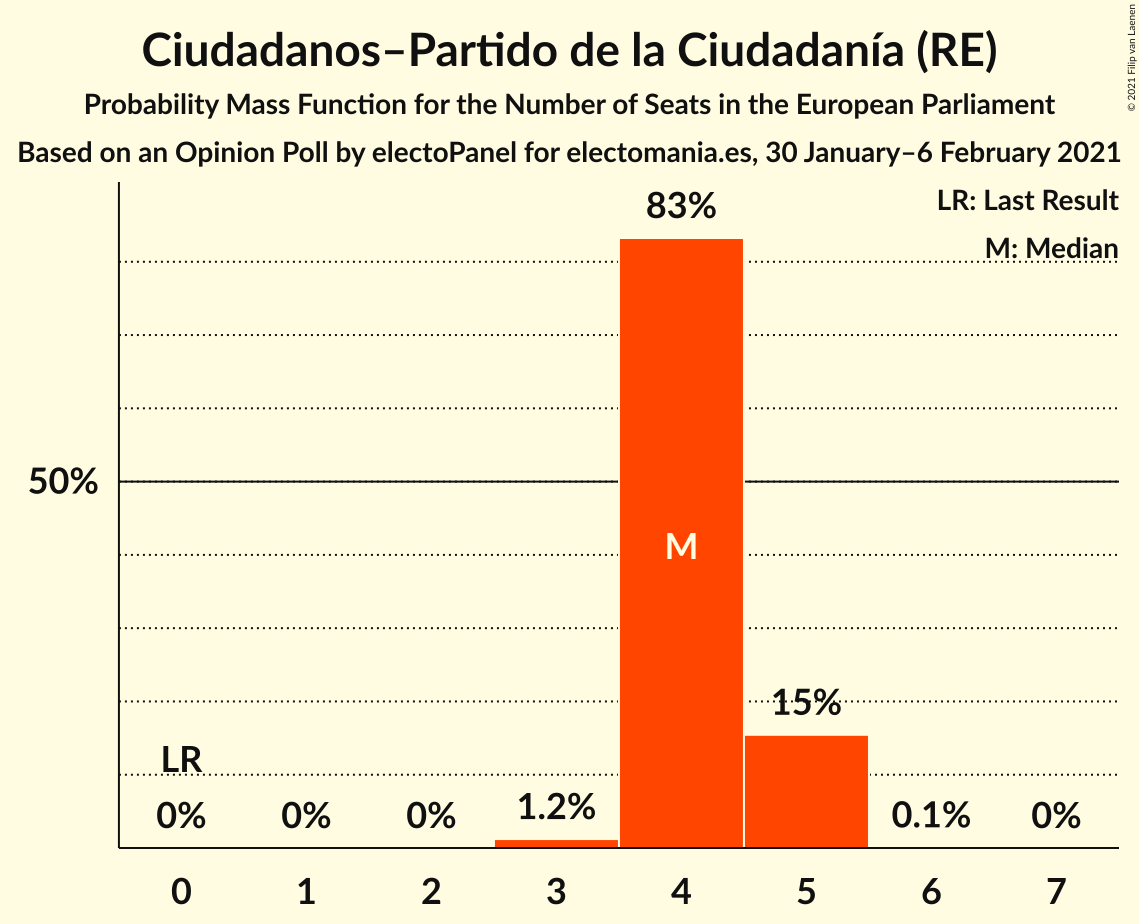 Ciudadanos–Partido de la Ciudadanía (RE)
Probability Mass Function for the Number of Seats in the European Parliament
Based on an Opinion Poll by electoPanel for electomania.es, 30 January–6 February 2021
© 2021 Filip van Laenen
LR: Last Result
M: Median
83%
50%
M
15%
LR
0%
0%
0%
1.2%
0.1%
0%
0
1
2
3
4
5
6
7